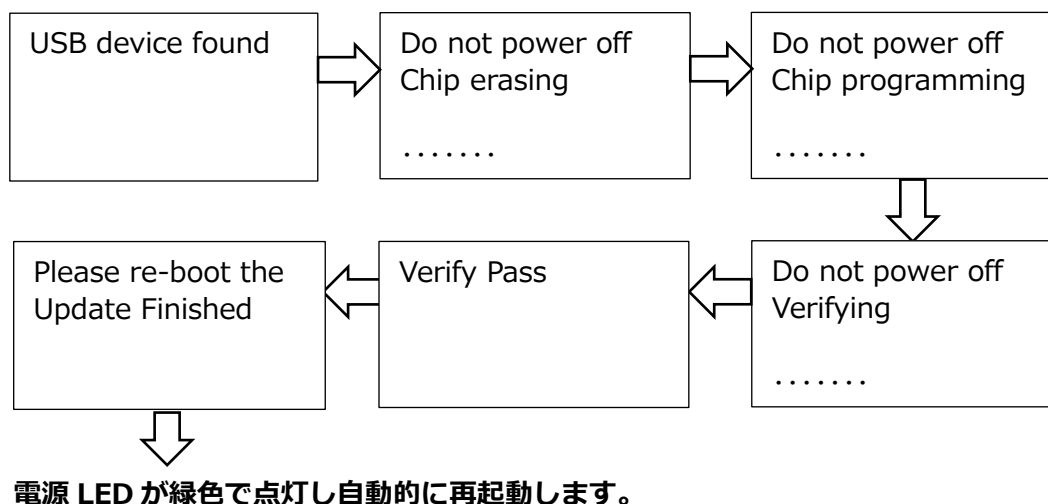 USB device found
Do not power off
Chip erasing
.......
Do not power off
Chip programming
.......
Do not power off
Verifying
.......
Verify Pass
Please re-boot the
Update Finished
電源 LED が緑色で点灯し自動的に再起動します。